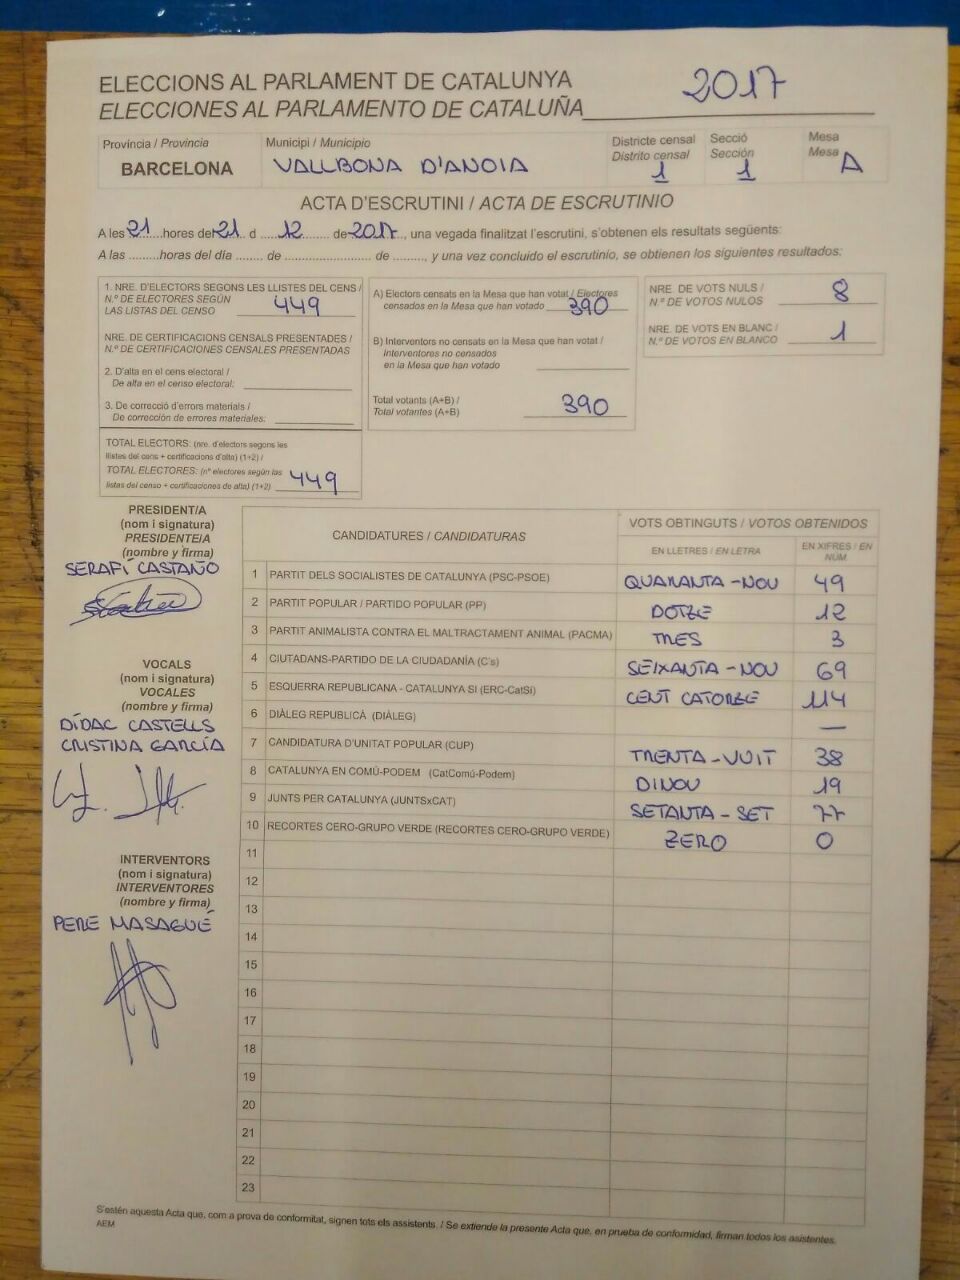 ELECCIONS AL PARLAMENT DE CATALUNYA
ELECCIONES AL PARLAMENTO DE CATALUÑA 2017
Província / Provincia
BARCELONA
Municipi / Municipio
VALLBONA D'ANOIA
Districte censal
Distrito censal
1
Secció
Sección
1
Mesa
Mesa A
ACTA D'ESCRUTINI / ACTA DE ESCRUTINIO
A les 21 hores del 21 d 12 de 2017, una vegada finalitzat l'escrutini, s'obtenen els resultats següents:
A las .........horas del día ........ de ........................ de ........., y una vez concluido el escrutinio, se obtienen los siguientes resultados:
1. NRE. D'ELECTORS SEGONS LES LLISTES DEL CENS /
N.º DE ELECTORES SEGÚN
LAS LISTAS DEL CENSO 449
NRE. DE CERTIFICACIONS CENSALS PRESENTADES /
N.º DE CERTIFICACIONES CENSALES PRESENTADAS
2. D'alta en el cens electoral /
De alta en el censo electoral:
3. De correcció d'errors materials /
De corrección de errores materiales:
TOTAL ELECTORS: (nre. d'electors segons les
llistes del cens + certificacions d'alta) (1+2) /
TOTAL ELECTORES: (nº electores según las
listas del censo + certificaciones de alta) (1+2) 449
A) Electors censats en la Mesa que han votat / Electores
censados en la Mesa que han votado 390
B) Interventors no censats en la Mesa que han votat /
Interventores no censados
en la Mesa que han votado
Total votants (A+B) /
Total votantes (A+B) 390
NRE. DE VOTS NULS /
N.º DE VOTOS NULOS 8
NRE. DE VOTS EN BLANC /
N.º DE VOTOS EN BLANCO 1
PRESIDENT/A
(nom i signatura)
PRESIDENTE/A
(nombre y firma)
SERAFÍ CASTAÑO
VOCALS
(nom i signatura)
VOCALES
(nombre y firma)
DÍDAC CASTELLS
CRISTINA GARCÍA
INTERVENTORS
(nom i signatura)
INTERVENTORES
(nombre y firma)
PERE MASAGUÉ
CANDIDATURES / CANDIDATURAS
VOTS OBTINGUTS / VOTOS OBTENIDOS
EN LLETRES / EN LETRA
EN XIFRES / EN
NÚM
1 PARTIT DELS SOCIALISTES DE CATALUNYA (PSC-PSOE) QUARANTA-NOU 49
2 PARTIT POPULAR / PARTIDO POPULAR (PP) DOTZE 12
3 PARTIT ANIMALISTA CONTRA EL MALTRACTAMENT ANIMAL (PACMA) TRES 3
4 CIUTADANS-PARTIDO DE LA CIUDADANÍA (C's) SEIXANTA-NOU 69
5 ESQUERRA REPUBLICANA - CATALUNYA SI (ERC-CatSí) CENT CATORZE 114
6 DIÀLEG REPUBLICÀ (DIÀLEG) —
7 CANDIDATURA D'UNITAT POPULAR (CUP) TRENTA-VUIT 38
8 CATALUNYA EN COMÚ-PODEM (CatComú-Podem) DINOU 19
9 JUNTS PER CATALUNYA (JUNTSxCAT) SETANTA-SET 77
10 RECORTES CERO-GRUPO VERDE (RECORTES CERO-GRUPO VERDE) ZERO 0
11
12
13
14
15
16
17
18
19
20
21
22
23
S'estén aquesta Acta que, com a prova de conformitat, signen tots els assistents. / Se extiende la presente Acta que, en prueba de conformidad, firman todos los asistentes.
AEM